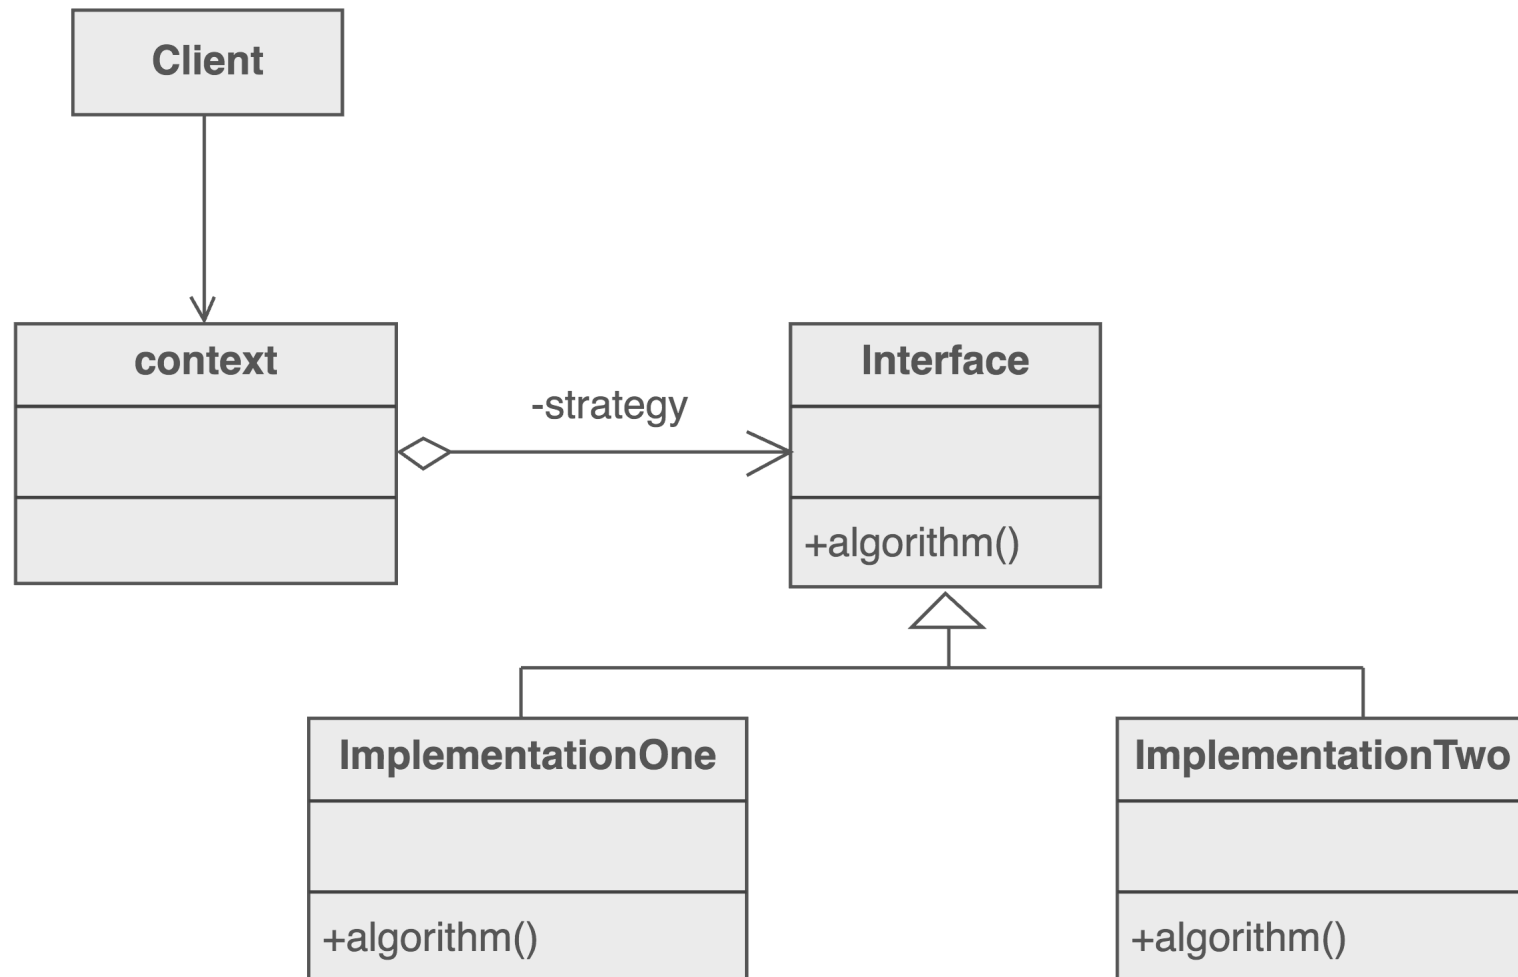 Client
context
-strategy
Interface
+algorithm()
ImplementationOne
+algorithm()
ImplementationTwo
+algorithm()